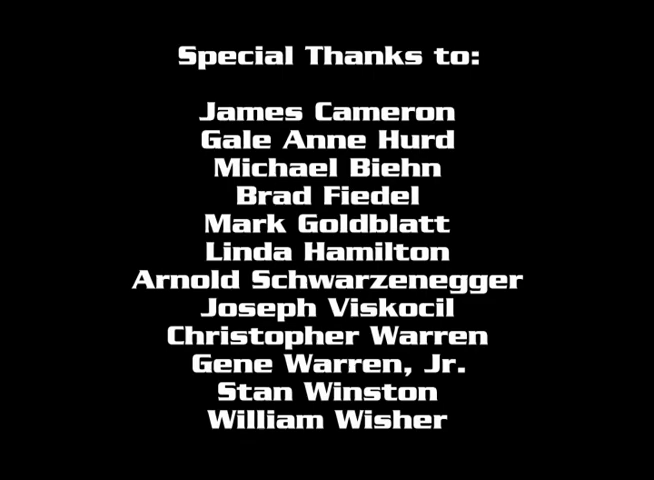 Special Thanks to:
James Cameron
Gale Anne Hurd
Michael Biehn
Brad Fiedel
Mark Goldblatt
Linda Hamilton
Arnold Schwarzenegger
Joseph Viskocil
Christopher Warren
Gene Warren, Jr.
Stan Winston
William Wisher